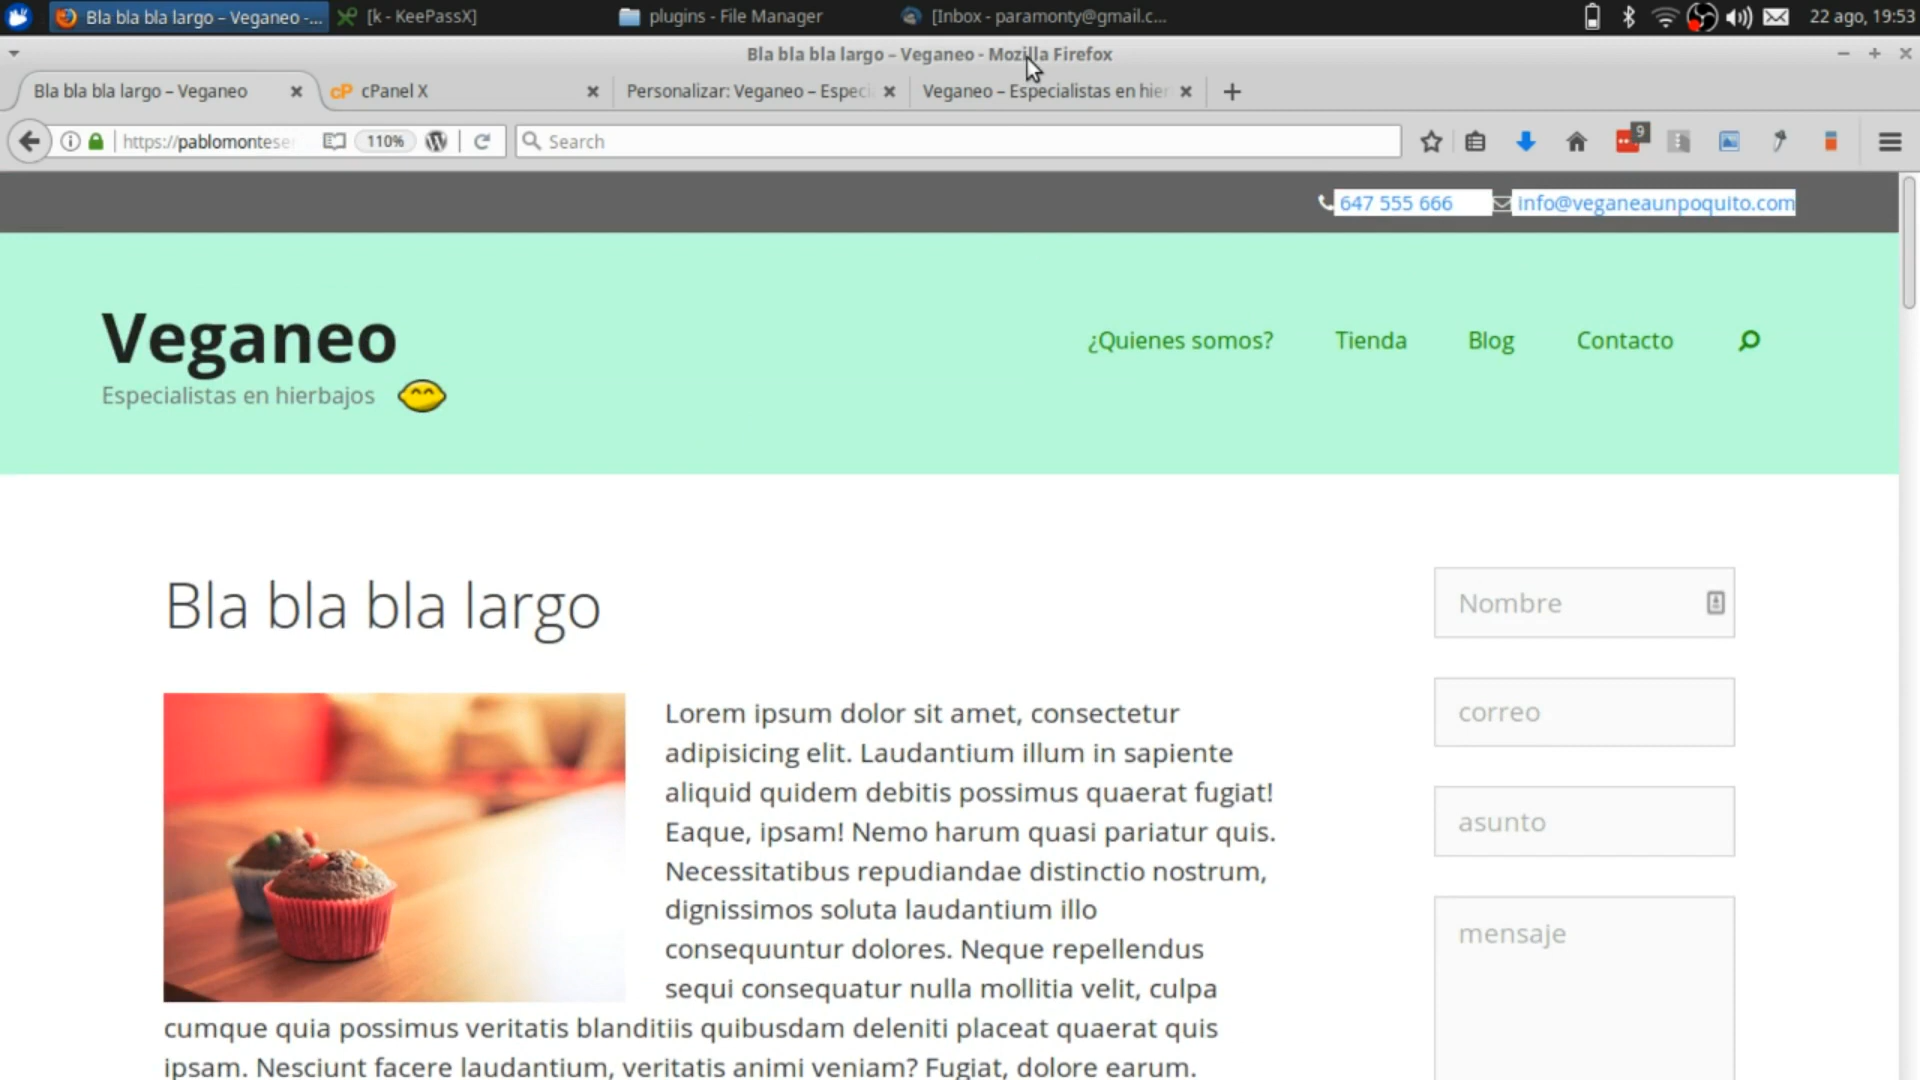 Bla bla bla largo – Veganeo -... [k - KeePassX] plugins - File Manager [Inbox - paramonty@gmail.c... 22 ago, 19:53
Bla bla bla largo – Veganeo - Mozilla Firefox
Bla bla bla largo – Veganeo cP cPanel X Personalizar: Veganeo – Especi Veganeo – Especialistas en hier
https://pablomontese 110% Search 9
647 555 666 info@veganeaunpoquito.com
Veganeo
Especialistas en hierbajos
¿Quienes somos? Tienda Blog Contacto
Bla bla bla largo
Lorem ipsum dolor sit amet, consectetur
adipisicing elit. Laudantium illum in sapiente
aliquid quidem debitis possimus quaerat fugiat!
Eaque, ipsam! Nemo harum quasi pariatur quis.
Necessitatibus repudiandae distinctio nostrum,
dignissimos soluta laudantium illo
consequuntur dolores. Neque repellendus
sequi consequatur nulla mollitia velit, culpa
cumque quia possimus veritatis blanditiis quibusdam deleniti placeat quaerat quis
ipsam. Nesciunt facere laudantium, veritatis animi veniam? Fugiat, dolore earum.
Nombre
correo
asunto
mensaje